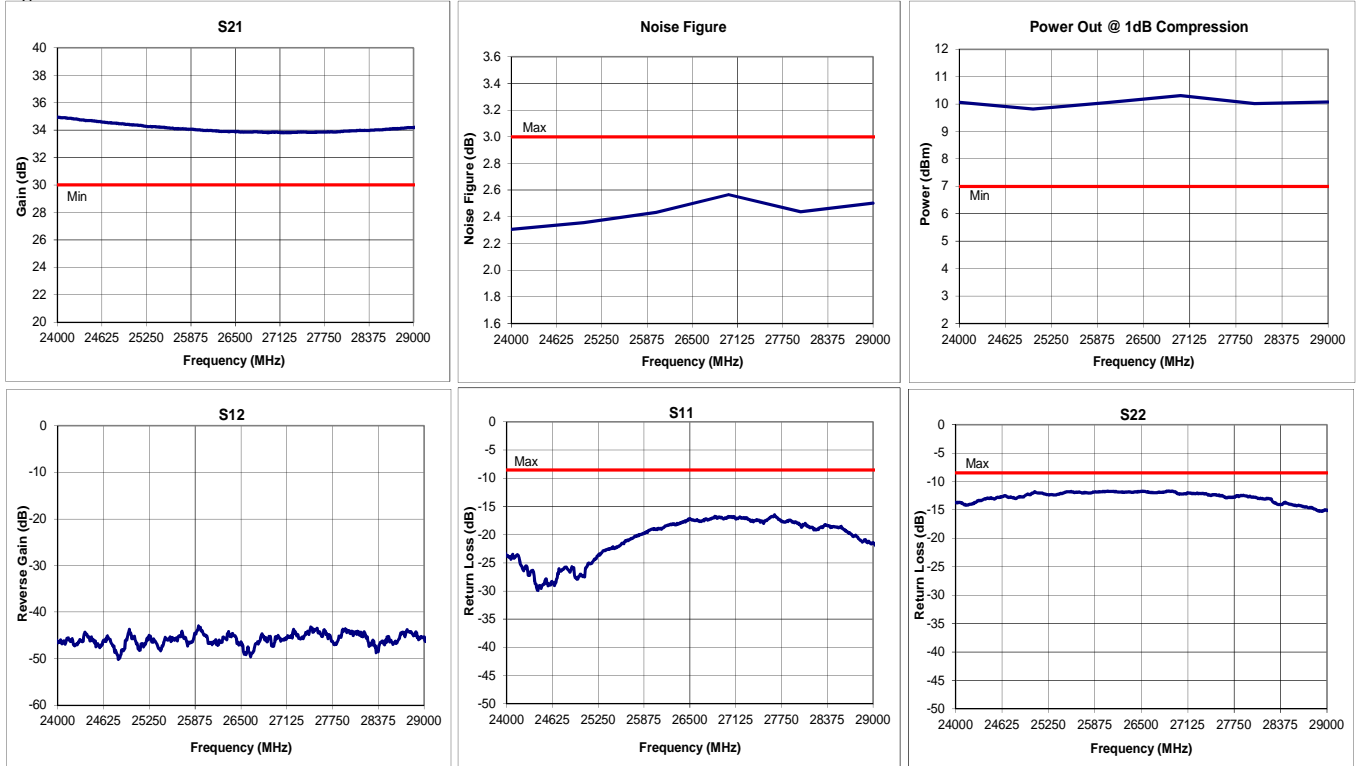 S21
40
38
36
34
32
30
28
26
24
22
20
Gain (dB)
Min
24000 24625 25250 25875 26500 27125 27750 28375 29000
Frequency (MHz)
Noise Figure
3.6
3.4
3.2
3.0
2.8
2.6
2.4
2.2
2.0
1.8
1.6
Noise Figure (dB)
Max
24000 24625 25250 25875 26500 27125 27750 28375 29000
Frequency (MHz)
Power Out @ 1dB Compression
12
11
10
9
8
7
6
5
4
3
2
Power (dBm)
Min
24000 24625 25250 25875 26500 27125 27750 28375 29000
Frequency (MHz)
S12
0
-10
-20
-30
-40
-50
-60
Reverse Gain (dB)
24000 24625 25250 25875 26500 27125 27750 28375 29000
Frequency (MHz)
S11
0
-5
-10
-15
-20
-25
-30
-35
-40
-45
-50
Return Loss (dB)
Max
24000 24625 25250 25875 26500 27125 27750 28375 29000
Frequency (MHz)
S22
0
-5
-10
-15
-20
-25
-30
-35
-40
-45
-50
Return Loss (dB)
Max
24000 24625 25250 25875 26500 27125 27750 28375 29000
Frequency (MHz)